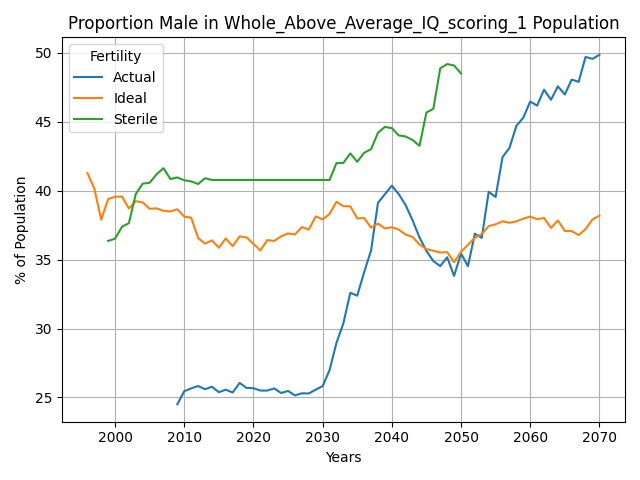 Proportion Male in Whole_Above_Average_IQ_scoring_1 Population
Fertility
Actual
Ideal
Sterile
% of Population
50
45
40
35
30
25
2000
2010
2020
2030
2040
2050
2060
2070
Years